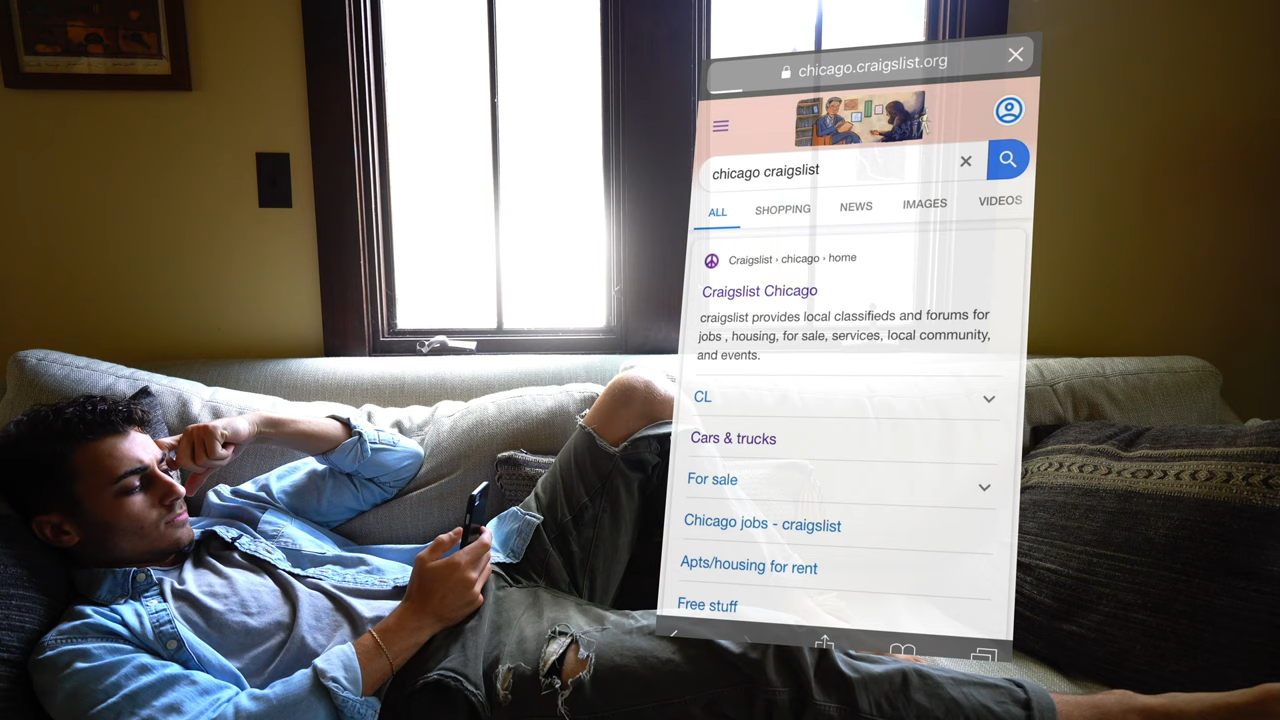 chicago.craigslist.org
chicago craigslist
ALL SHOPPING NEWS IMAGES VIDEOS
Craigslist › chicago › home
Craigslist Chicago
craigslist provides local classifieds and forums for
jobs , housing, for sale, services, local community,
and events.
CL
Cars & trucks
For sale
Chicago jobs - craigslist
Apts/housing for rent
Free stuff